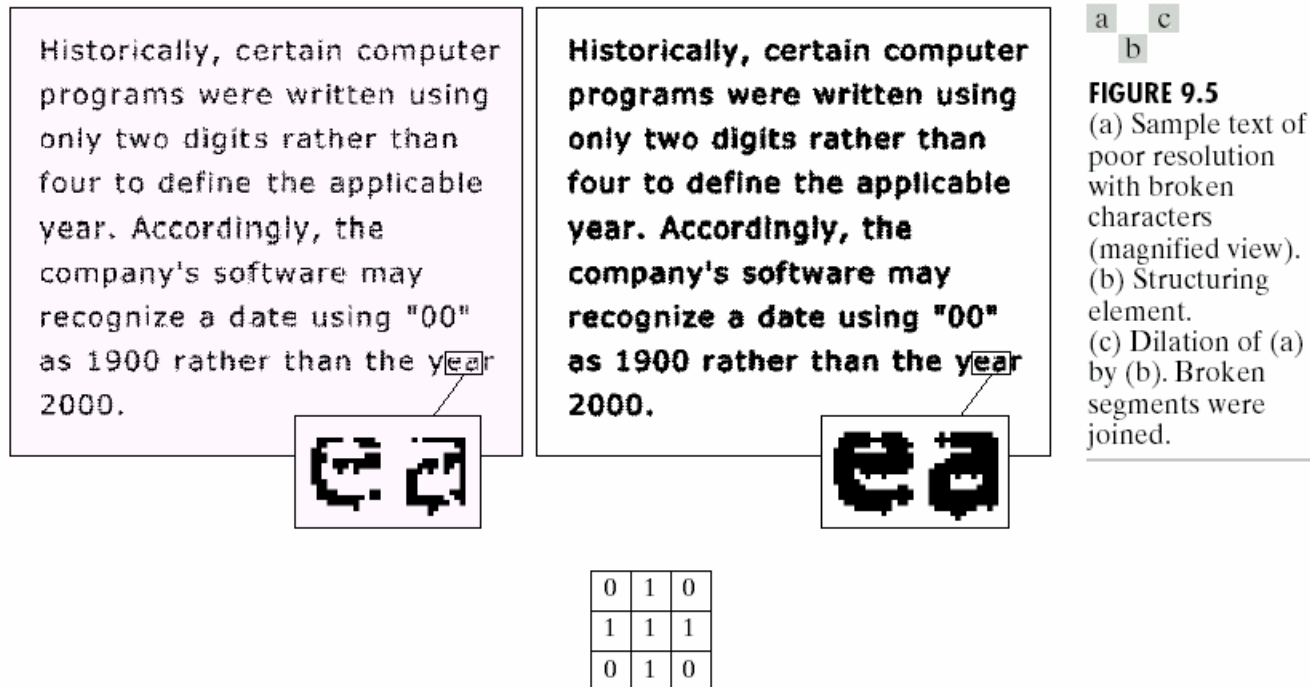 Historically, certain computer
programs were written using
only two digits rather than
four to define the applicable
year. Accordingly, the
company's software may
recognize a date using "00"
as 1900 rather than the year
2000.
e a
Historically, certain computer
programs were written using
only two digits rather than
four to define the applicable
year. Accordingly, the
company's software may
recognize a date using "00"
as 1900 rather than the year
2000.
e a
a c
b
FIGURE 9.5
(a) Sample text of
poor resolution
with broken
characters
(magnified view).
(b) Structuring
element.
(c) Dilation of (a)
by (b). Broken
segments were
joined.
0 1 0
1 1 1
0 1 0